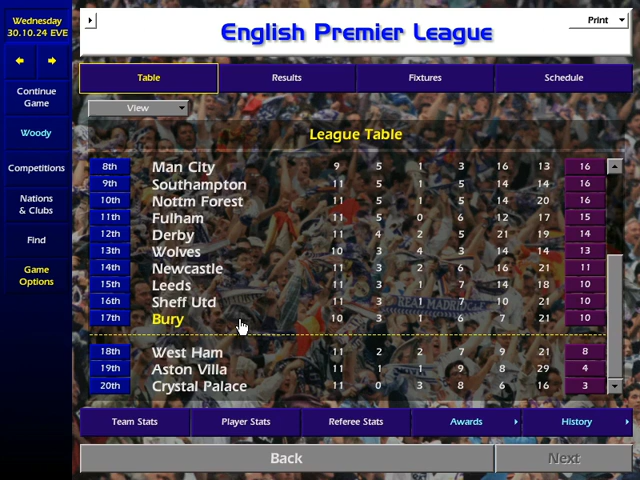 Wednesday
30.10.24 EVE
Continue
Game
Woody
Competitions
Nations
& Clubs
Find
Game
Options
English Premier League
Print
Table Results Fixtures Schedule
View
League Table
8th Man City 9 5 1 3 16 13 16
9th Southampton 11 5 1 5 14 14 16
10th Nottm Forest 11 5 1 5 14 20 16
11th Fulham 11 5 0 6 12 17 15
12th Derby 11 4 2 5 21 19 14
13th Wolves 10 3 4 3 14 14 13
14th Newcastle 11 3 2 6 16 21 11
15th Leeds 11 3 1 7 14 18 10
16th Sheff Utd 11 3 1 7 10 21 10
17th Bury 10 3 1 6 7 21 10
REAL MADRID
18th West Ham 11 2 2 7 9 21 8
19th Aston Villa 11 1 1 9 8 29 4
20th Crystal Palace 11 0 3 8 6 16 3
Team Stats Player Stats Referee Stats Awards History
Back Next